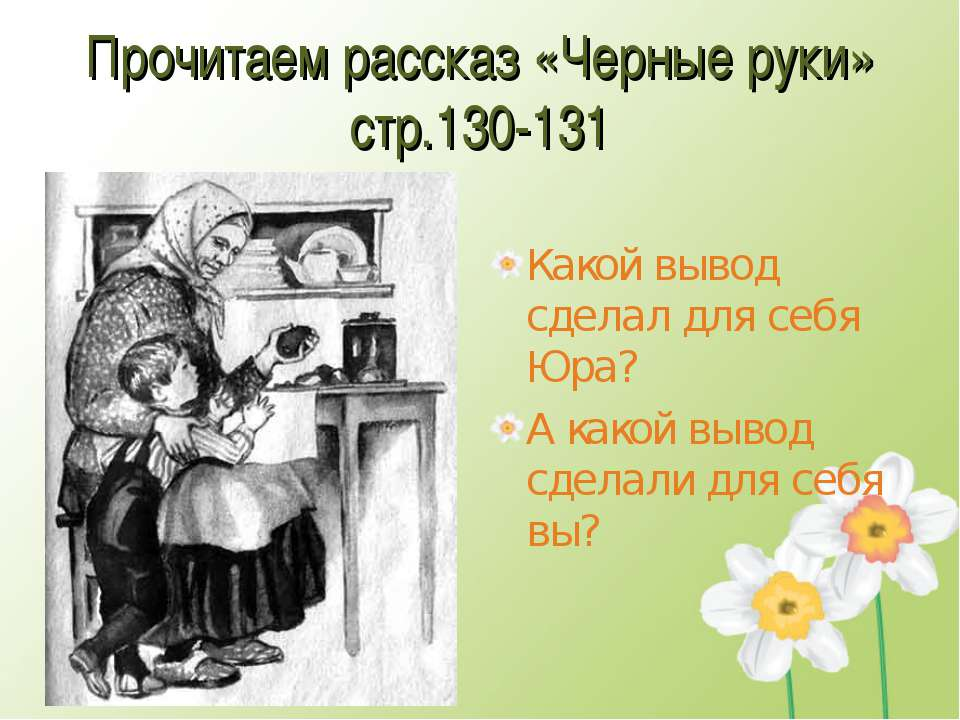 Прочитаем рассказ «Черные руки»
стр.130-131
Какой вывод
сделал для себя
Юра?
А какой вывод
сделали для себя
вы?